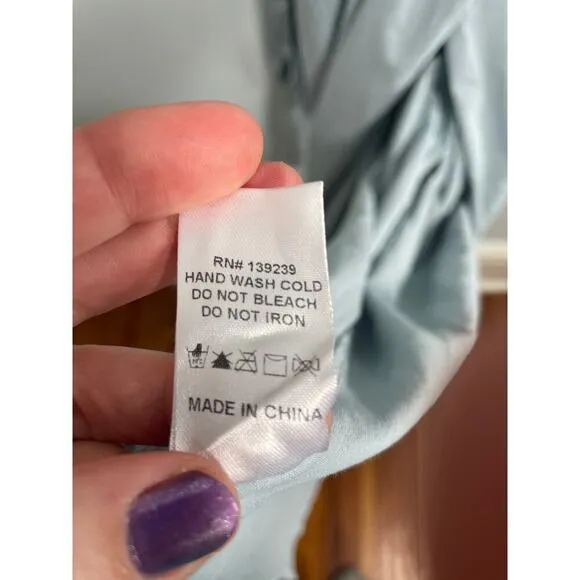 RN# 139239
HAND WASH COLD
DO NOT BLEACH
DO NOT IRON
MADE IN CHINA